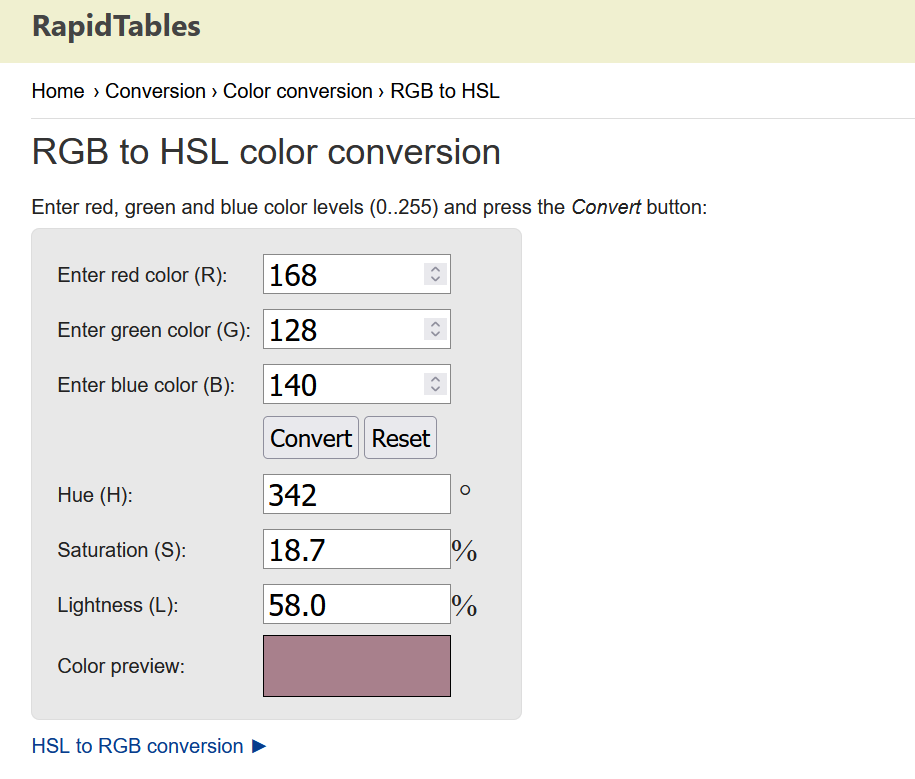 RapidTables
Home › Conversion › Color conversion › RGB to HSL
RGB to HSL color conversion
Enter red, green and blue color levels (0..255) and press the Convert button:
Enter red color (R): 168
Enter green color (G): 128
Enter blue color (B): 140
Convert Reset
Hue (H): 342 °
Saturation (S): 18.7 %
Lightness (L): 58.0 %
Color preview:
HSL to RGB conversion ►